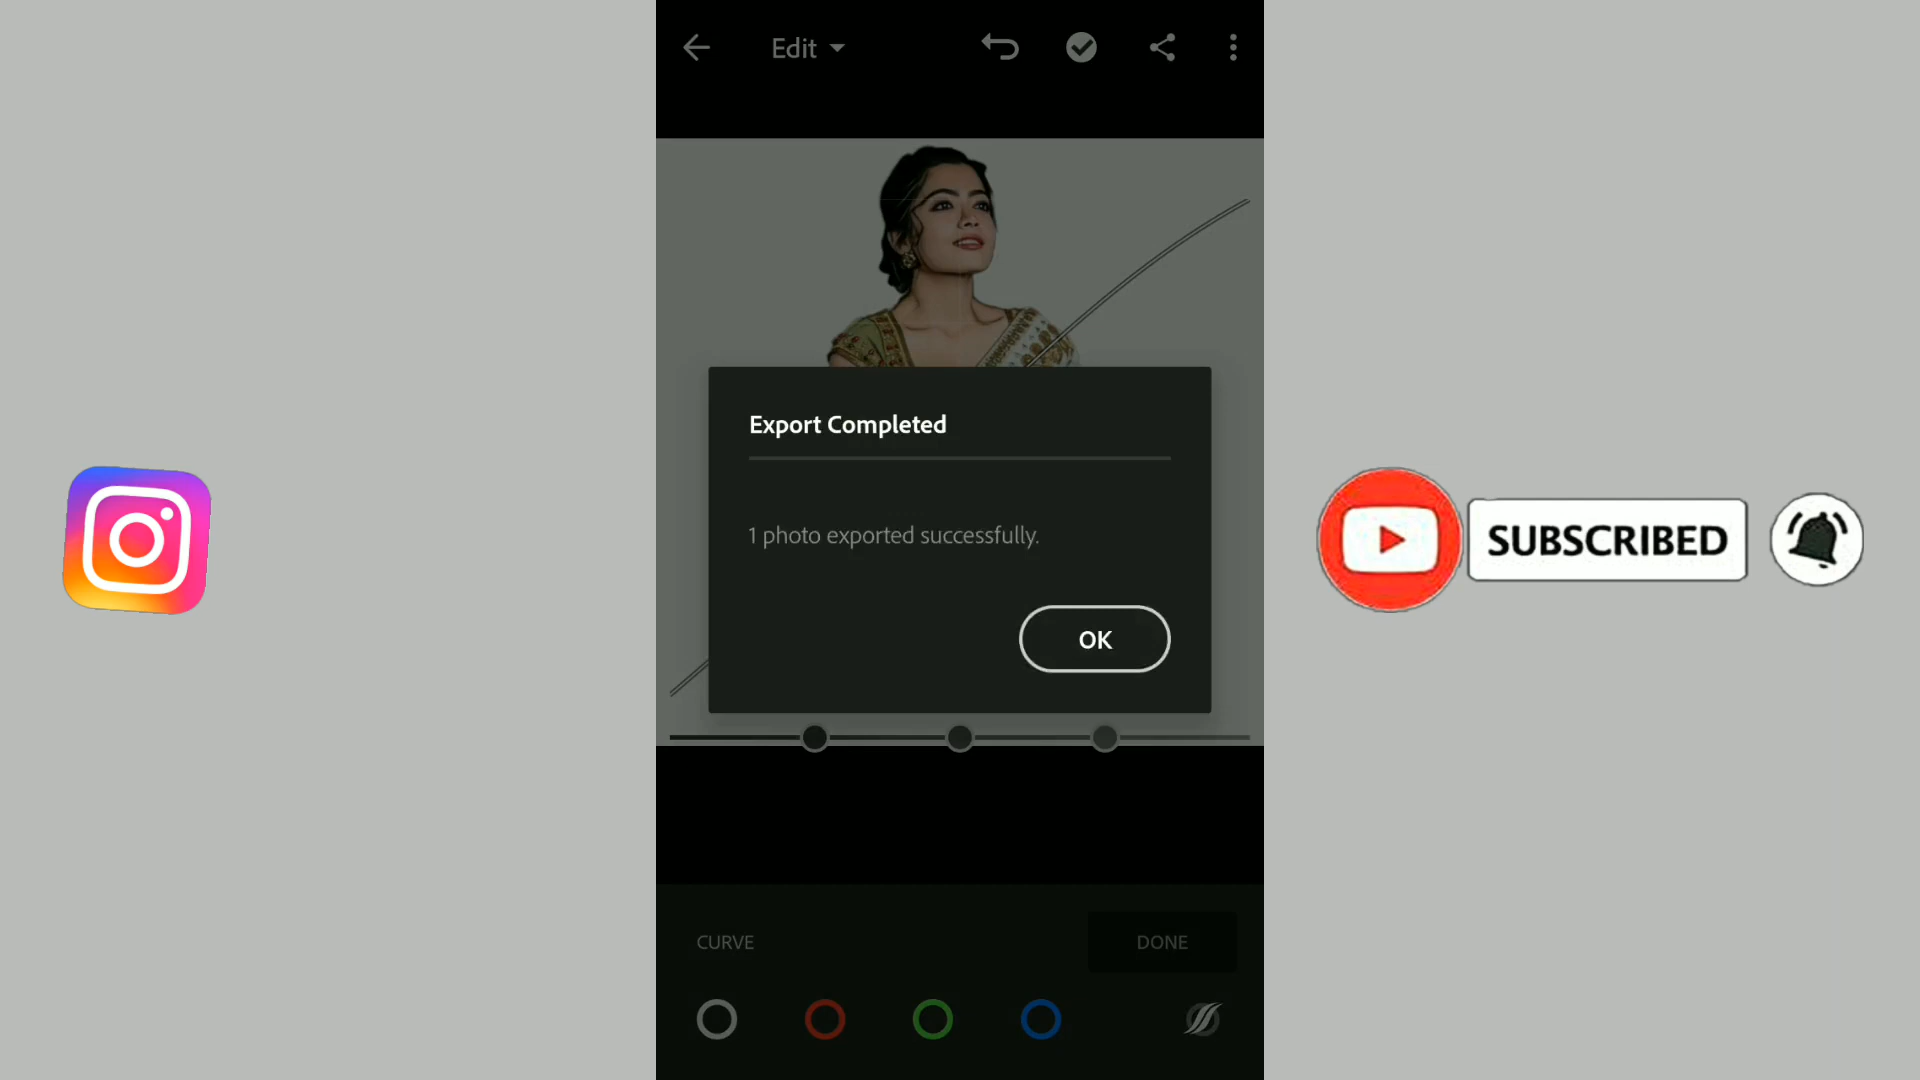 Edit
Export Completed
1 photo exported successfully.
OK
SUBSCRIBED
CURVE
DONE